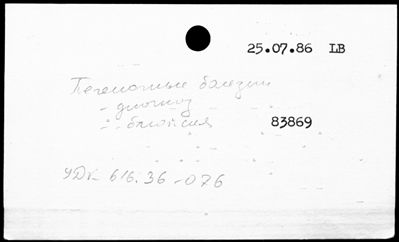 25.07.86 LB
Печеночные болезни
- диагноз
- биопсия 83869
УДК 616.36-076